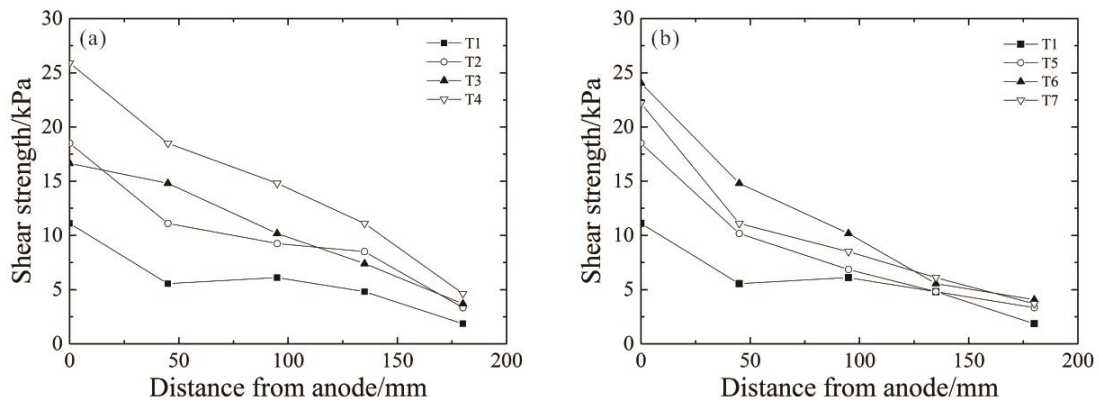 (a)
T1
T2
T3
T4
30
25
20
15
10
5
0
Shear strength/kPa
0
50
100
150
200
Distance from anode/mm
(b)
T1
T5
T6
T7
30
25
20
15
10
5
0
Shear strength/kPa
0
50
100
150
200
Distance from anode/mm